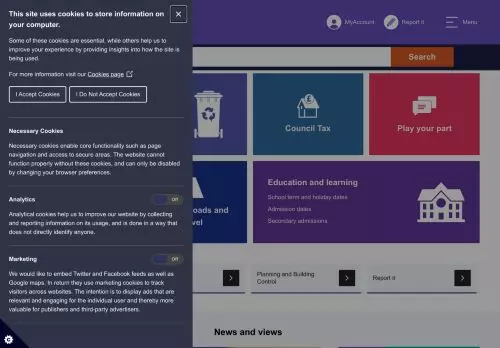 This site uses cookies to store information on
your computer.
Some of these cookies are essential, while others help us to
improve your experience by providing insights into how the site is
being used.
For more information visit our Cookies page
I Accept Cookies
I Do Not Accept Cookies
Necessary Cookies
Necessary cookies enable core functionality such as page
navigation and access to secure areas. The website cannot
function properly without these cookies, and can only be disabled
by changing your browser preferences.
Analytics
Off
Analytical cookies help us to improve our website by collecting
and reporting information on its usage, and is done in a way that
does not directly identify anyone.
Marketing
Off
We would like to embed Twitter and Facebook feeds as well as
Google maps. In return they use marketing cookies to track
visitors across websites. The intention is to display ads that are
relevant and engaging for the individual user and thereby more
valuable for publishers and third-party advertisers.
MyAccount
Report it
Menu
Search
Council Tax
Play your part
oads and
vel
Education and learning
School term and holiday dates
Admission dates
Secondary admissions
Planning and Building
Control
Report it
News and views